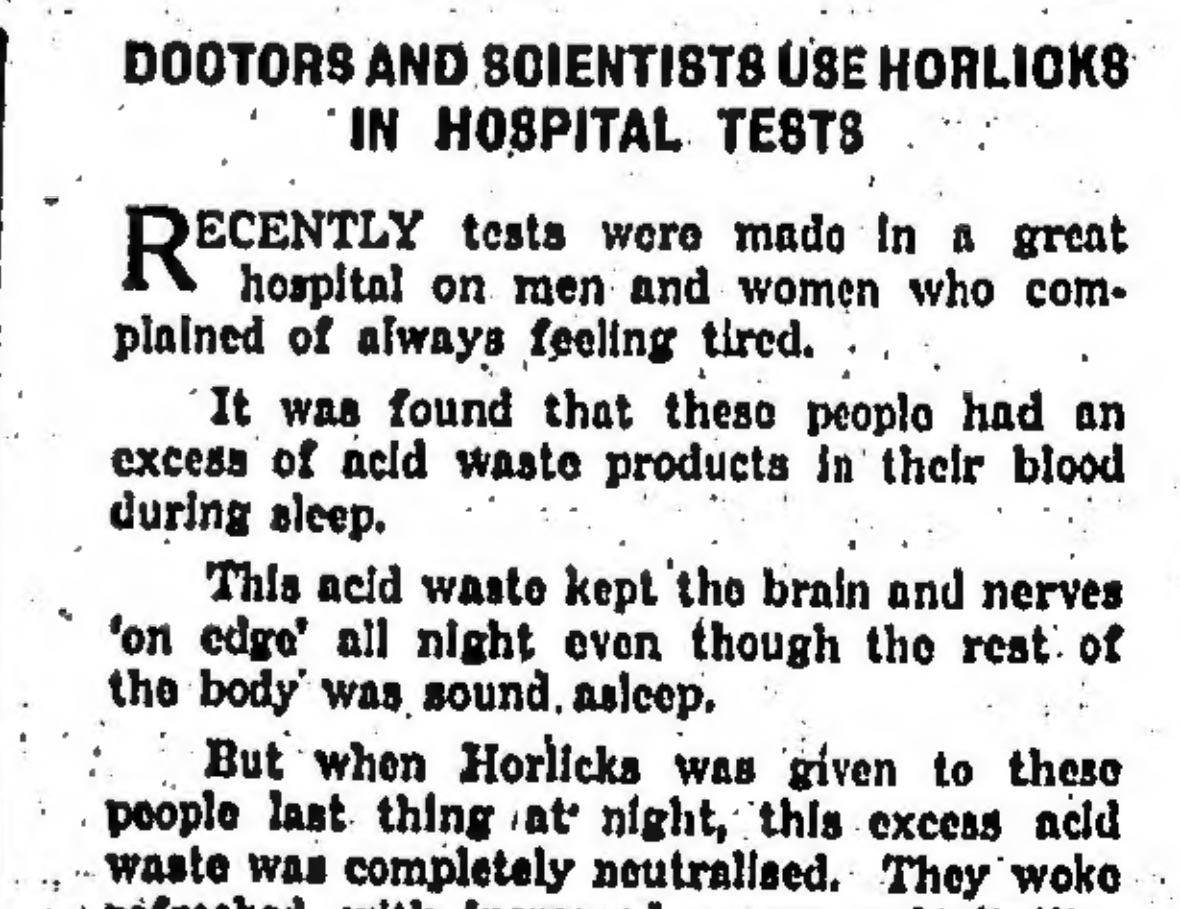 DOCTORS AND SCIENTISTS USE HORLICKS
IN HOSPITAL TESTS
RECENTLY tests were made in a great
hospital on men and women who com-
plained of always feeling tired.
It was found that these people had an
excess of acid waste products in their blood
during sleep.
This acid waste kept the brain and nerves
'on edge' all night even though the rest of
the body was sound asleep.
But when Horlicks was given to these
people last thing at night, this excess acid
waste was completely neutralised. They woke